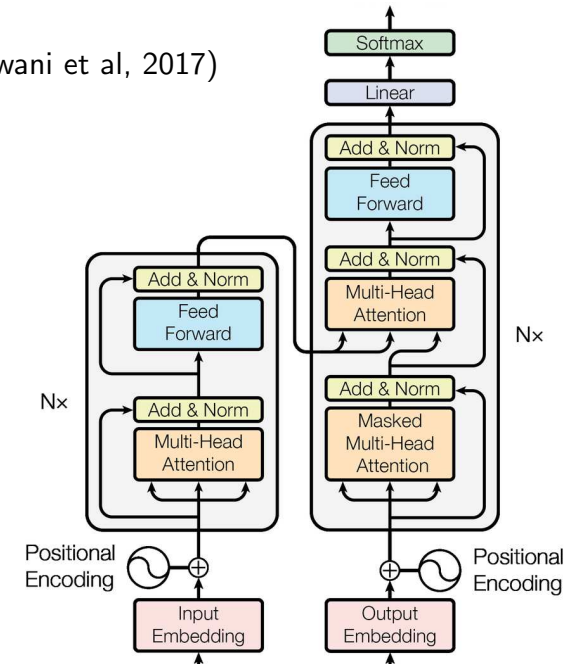 wani et al, 2017)
Softmax
Linear
Add & Norm
Feed
Forward
Add & Norm
Multi-Head
Attention
Add & Norm
Masked
Multi-Head
Attention
Nx
Add & Norm
Feed
Forward
Add & Norm
Multi-Head
Attention
Nx
Positional
Encoding
Positional
Encoding
Input
Embedding
Output
Embedding